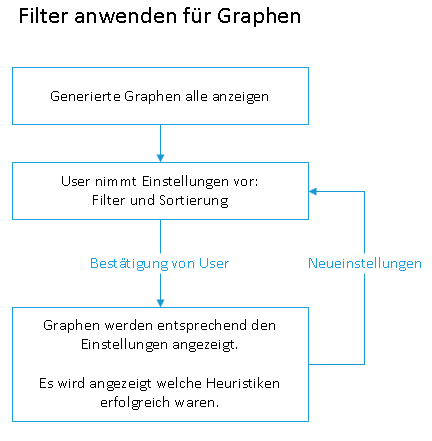 Filter anwenden für Graphen
Generierte Graphen alle anzeigen
User nimmt Einstellungen vor:
Filter und Sortierung
Bestätigung von User
Neueinstellungen
Graphen werden entsprechend den
Einstellungen angezeigt.
Es wird angezeigt welche Heuristiken
erfolgreich waren.